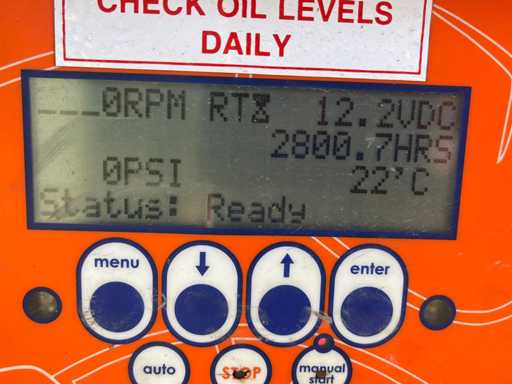 CHECK OIL LEVELS
DAILY
___0RPM RT⧗ 12.2VDC
2800.7HRS
0PSI 22°C
Status: Ready
menu ↓ ↑ enter
auto STOP manual start